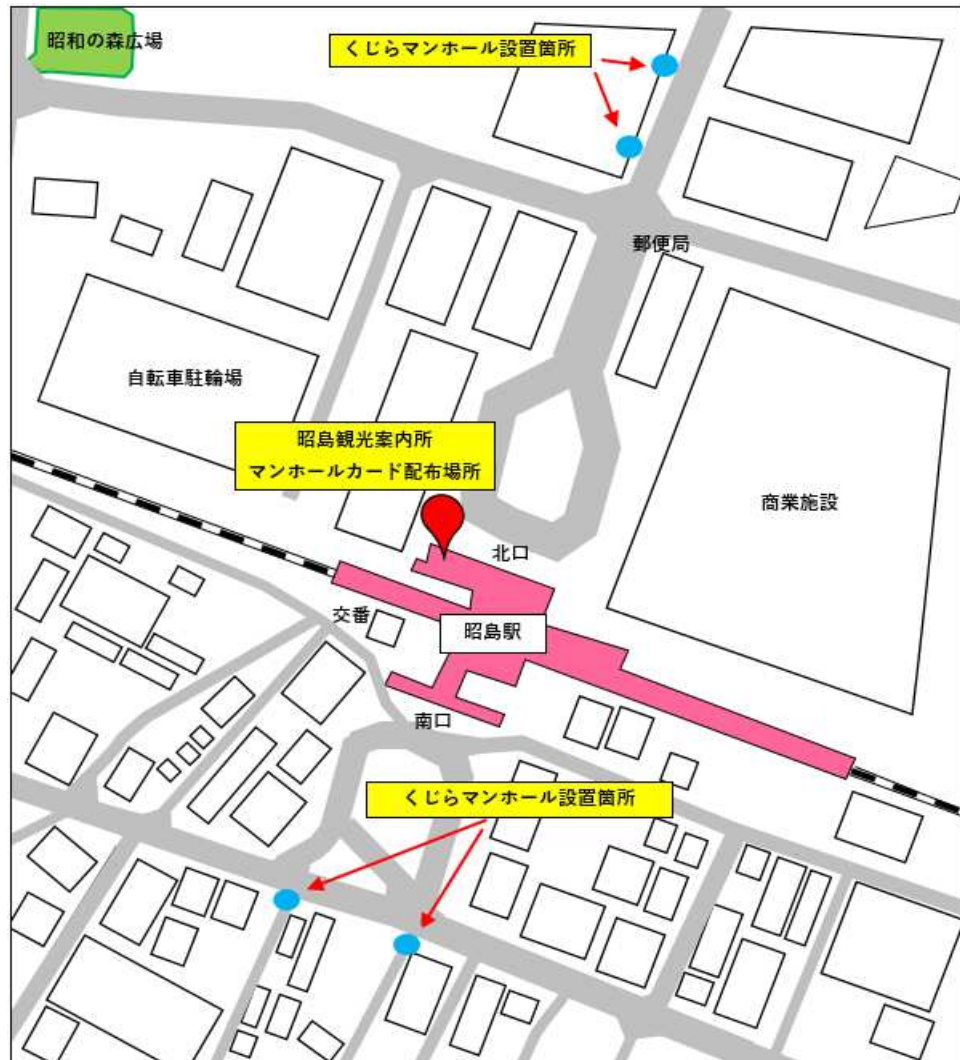 昭和の森広場
くじらマンホール設置箇所
郵便局
自転車駐輪場
昭島観光案内所
マンホールカード配布場所
商業施設
北口
交番
昭島駅
南口
くじらマンホール設置箇所